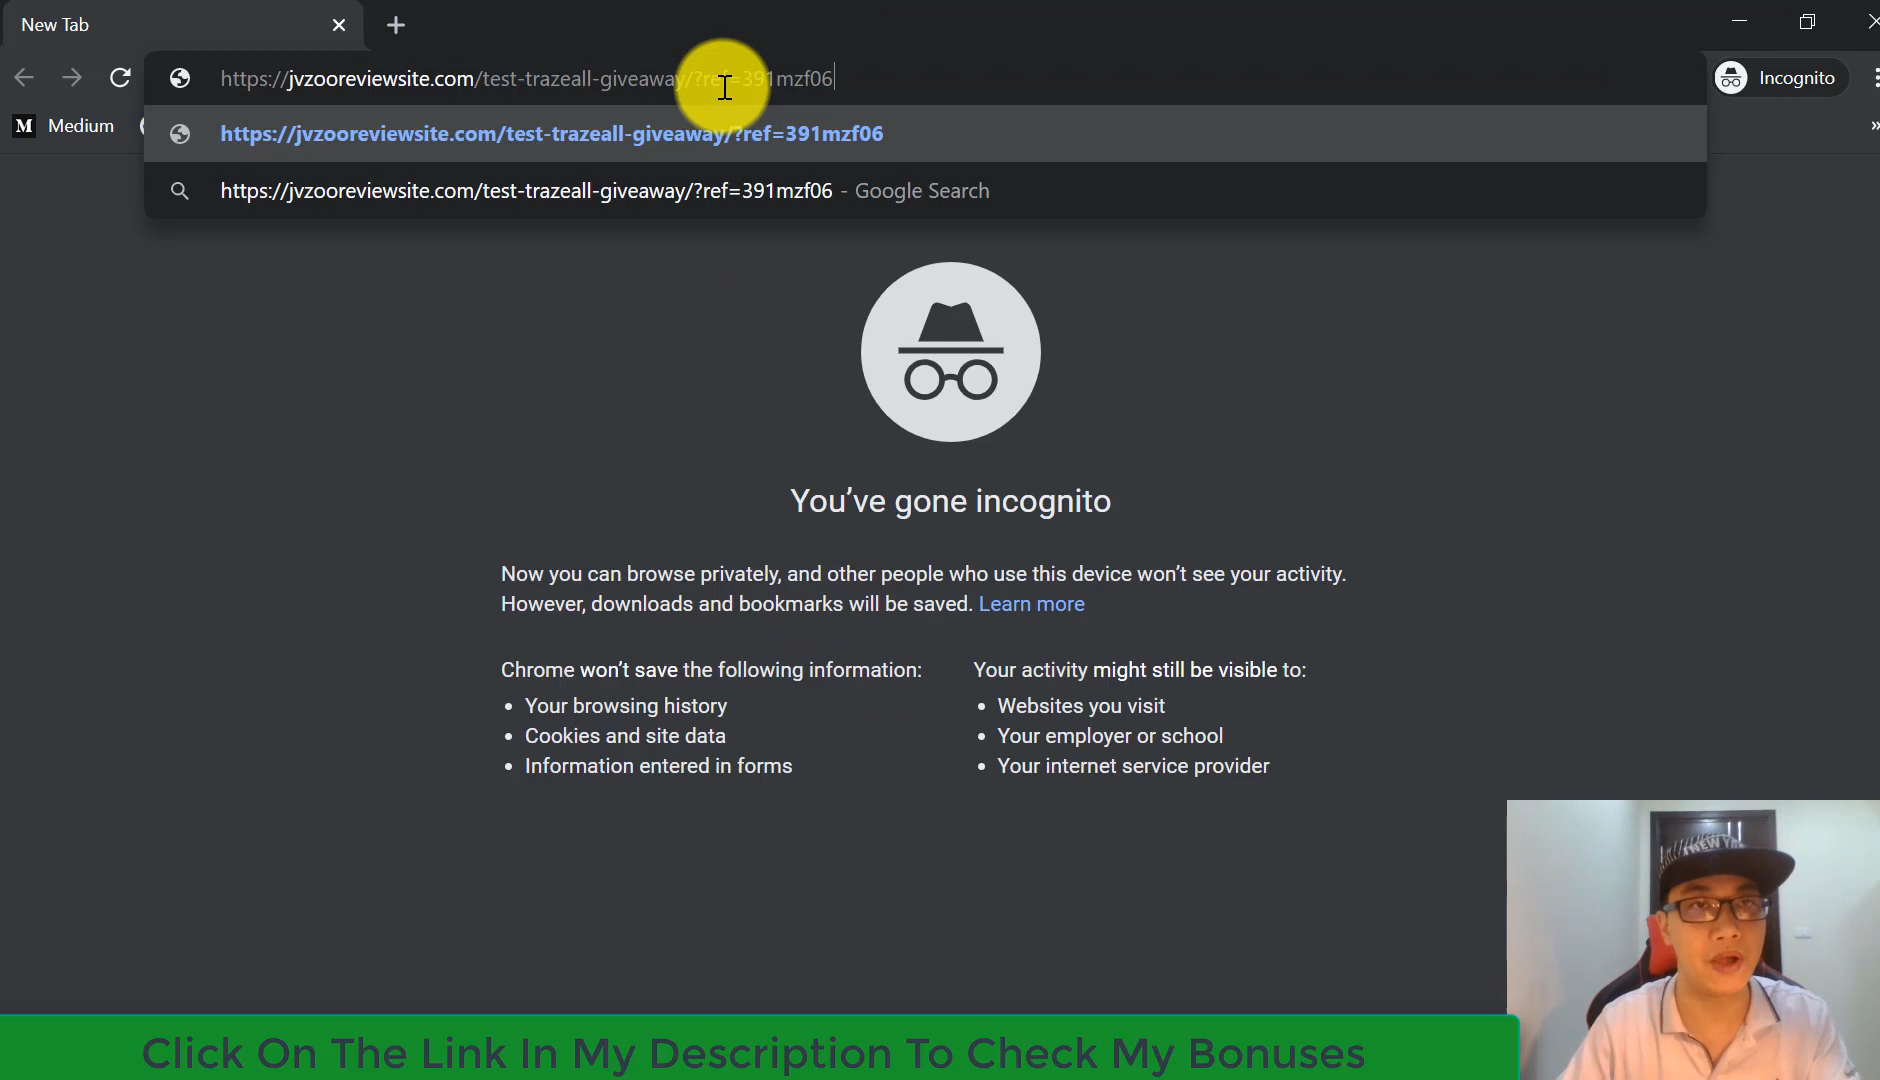 New Tab
https://jvzooreviewsite.com/test-trazeall-giveaway/?ref=391mzf06
Incognito
M Medium
https://jvzooreviewsite.com/test-trazeall-giveaway/?ref=391mzf06
https://jvzooreviewsite.com/test-trazeall-giveaway/?ref=391mzf06 - Google Search
You’ve gone incognito
Now you can browse privately, and other people who use this device won’t see your activity.
However, downloads and bookmarks will be saved. Learn more
Chrome won’t save the following information:
• Your browsing history
• Cookies and site data
• Information entered in forms
Your activity might still be visible to:
• Websites you visit
• Your employer or school
• Your internet service provider
NEW
Click On The Link In My Description To Check My Bonuses